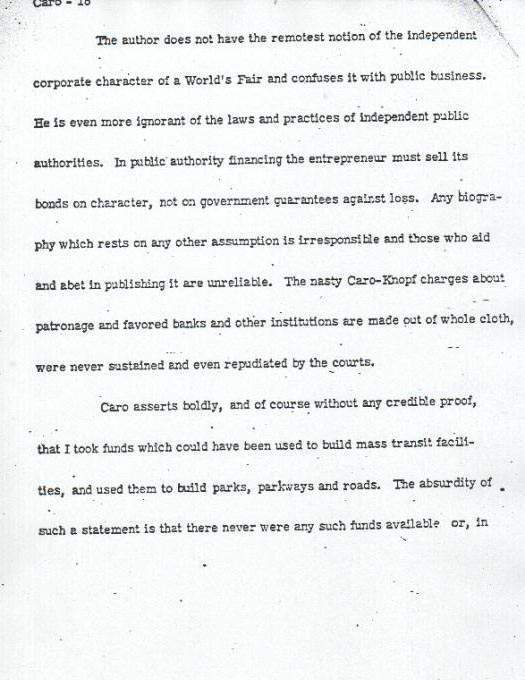 Caro - 18
The author does not have the remotest notion of the independent
corporate character of a World's Fair and confuses it with public business.
He is even more ignorant of the laws and practices of independent public
authorities. In public authority financing the entrepreneur must sell its
bonds on character, not on government guarantees against loss. Any biogra-
phy which rests on any other assumption is irresponsible and those who aid
and abet in publishing it are unreliable. The nasty Caro-Knopf charges about
patronage and favored banks and other institutions are made out of whole cloth,
were never sustained and even repudiated by the courts.
Caro asserts boldly, and of course without any credible proof,
that I took funds which could have been used to build mass transit facili-
ties, and used them to build parks, parkways and roads. The absurdity of
such a statement is that there never were any such funds available or, in